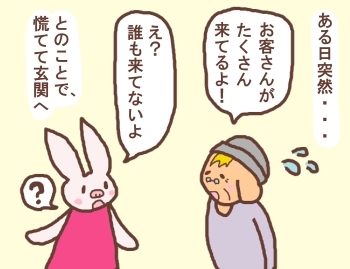 ある日突然・・・
お客さんが
たくさん
来てるよ!
え?
誰も来てないよ
とのことで、
慌てて玄関へ
?